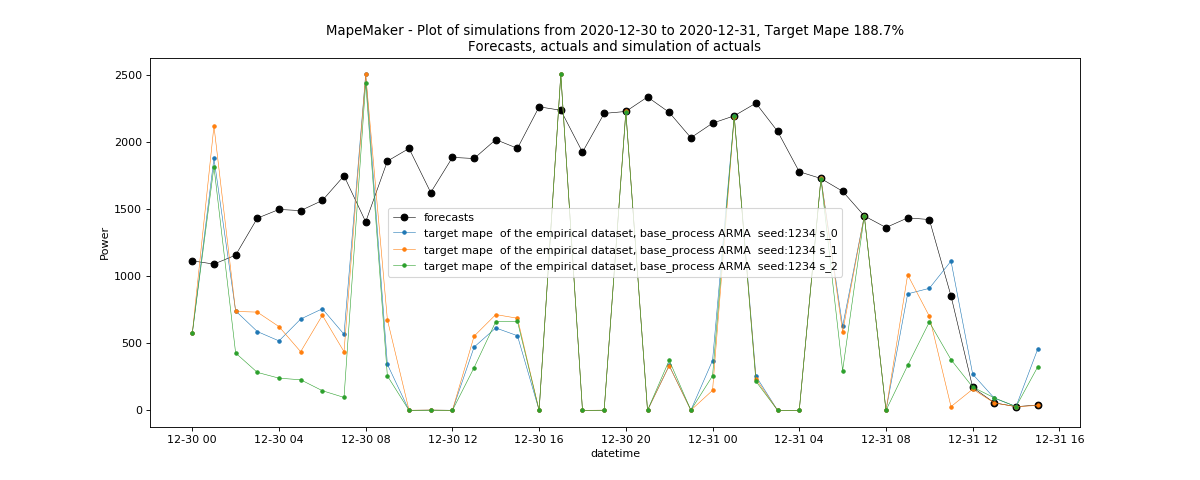 MapeMaker - Plot of simulations from 2020-12-30 to 2020-12-31, Target Mape 188.7%
Forecasts, actuals and simulation of actuals
2500
2000
1500
1000
500
0
Power
forecasts
target mape  of the empirical dataset, base_process ARMA  seed:1234 s_0
target mape  of the empirical dataset, base_process ARMA  seed:1234 s_1
target mape  of the empirical dataset, base_process ARMA  seed:1234 s_2
12-30 00 12-30 04 12-30 08 12-30 12 12-30 16 12-30 20 12-31 00 12-31 04 12-31 08 12-31 12 12-31 16
datetime